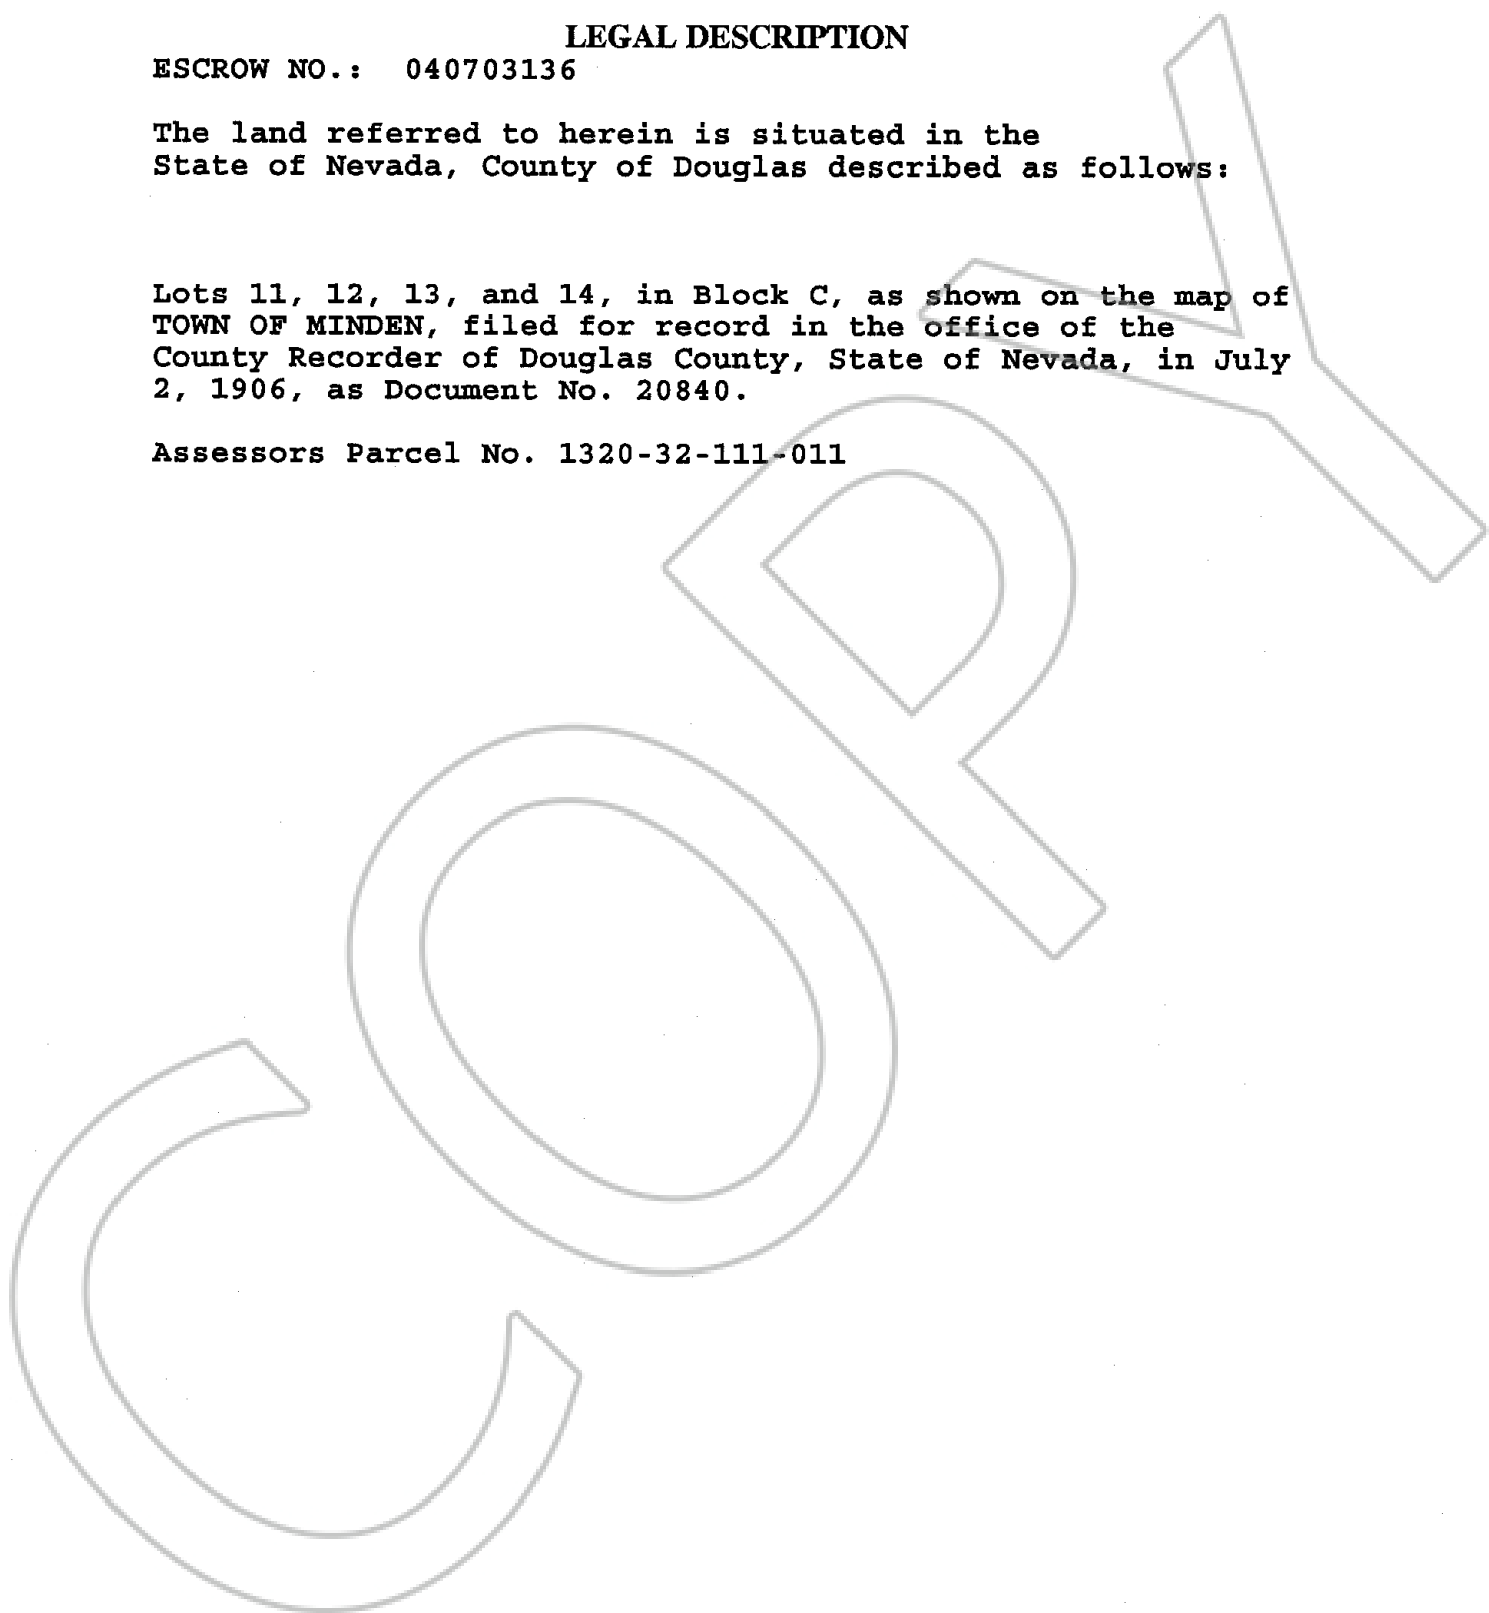 LEGAL DESCRIPTION
ESCROW NO.: 040703136
The land referred to herein is situated in the
State of Nevada, County of Douglas described as follows:
Lots 11, 12, 13, and 14, in Block C, as shown on the map of
TOWN OF MINDEN, filed for record in the office of the
County Recorder of Douglas County, State of Nevada, in July
2, 1906, as Document No. 20840.
Assessors Parcel No. 1320-32-111-011
COPY